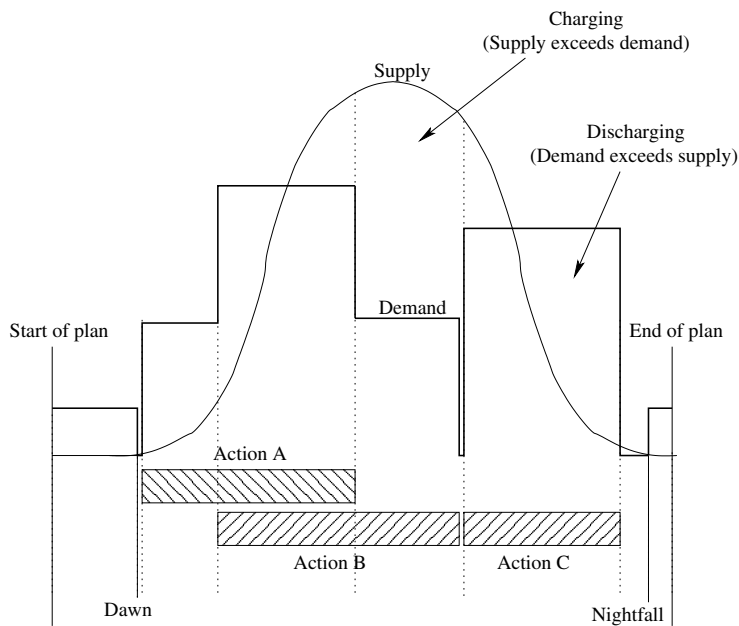 Charging
(Supply exceeds demand)
Supply
Discharging
(Demand exceeds supply)
Start of plan
Demand
End of plan
Action A
Action B
Action C
Dawn
Nightfall